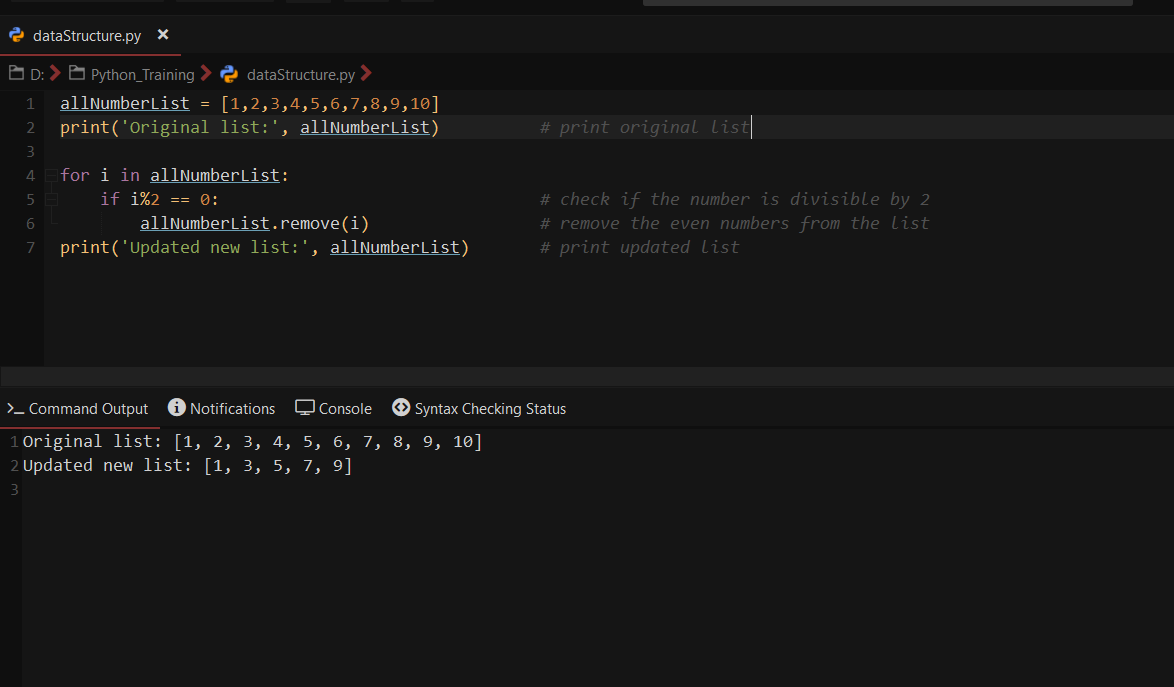 dataStructure.py ×
D: Python_Training dataStructure.py
1 allNumberList = [1,2,3,4,5,6,7,8,9,10]
2 print('Original list:', allNumberList) # print original list
3
4 for i in allNumberList:
5 if i%2 == 0: # check if the number is divisible by 2
6 allNumberList.remove(i) # remove the even numbers from the list
7 print('Updated new list:', allNumberList) # print updated list
Command Output Notifications Console Syntax Checking Status
1 Original list: [1, 2, 3, 4, 5, 6, 7, 8, 9, 10]
2 Updated new list: [1, 3, 5, 7, 9]
3